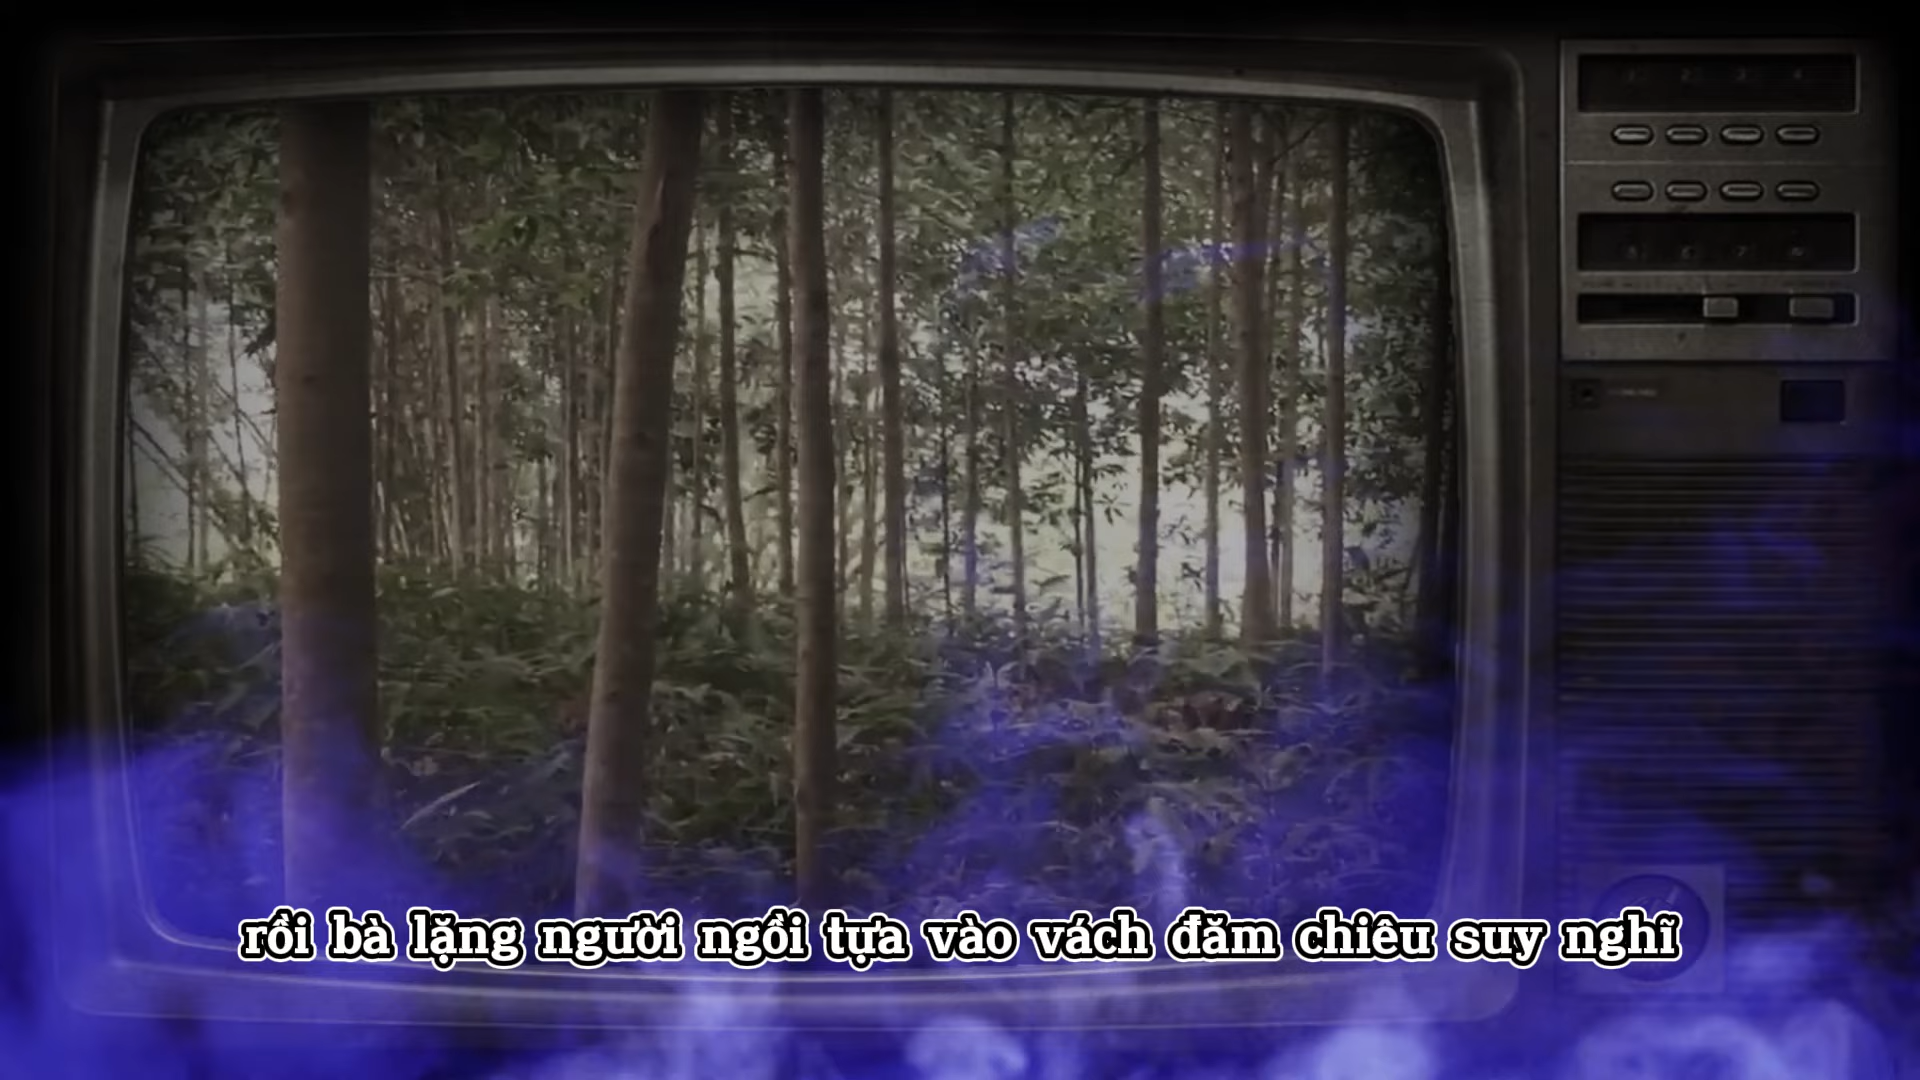 rồi bà lặng người ngồi tựa vào vách đăm chiêu suy nghĩ